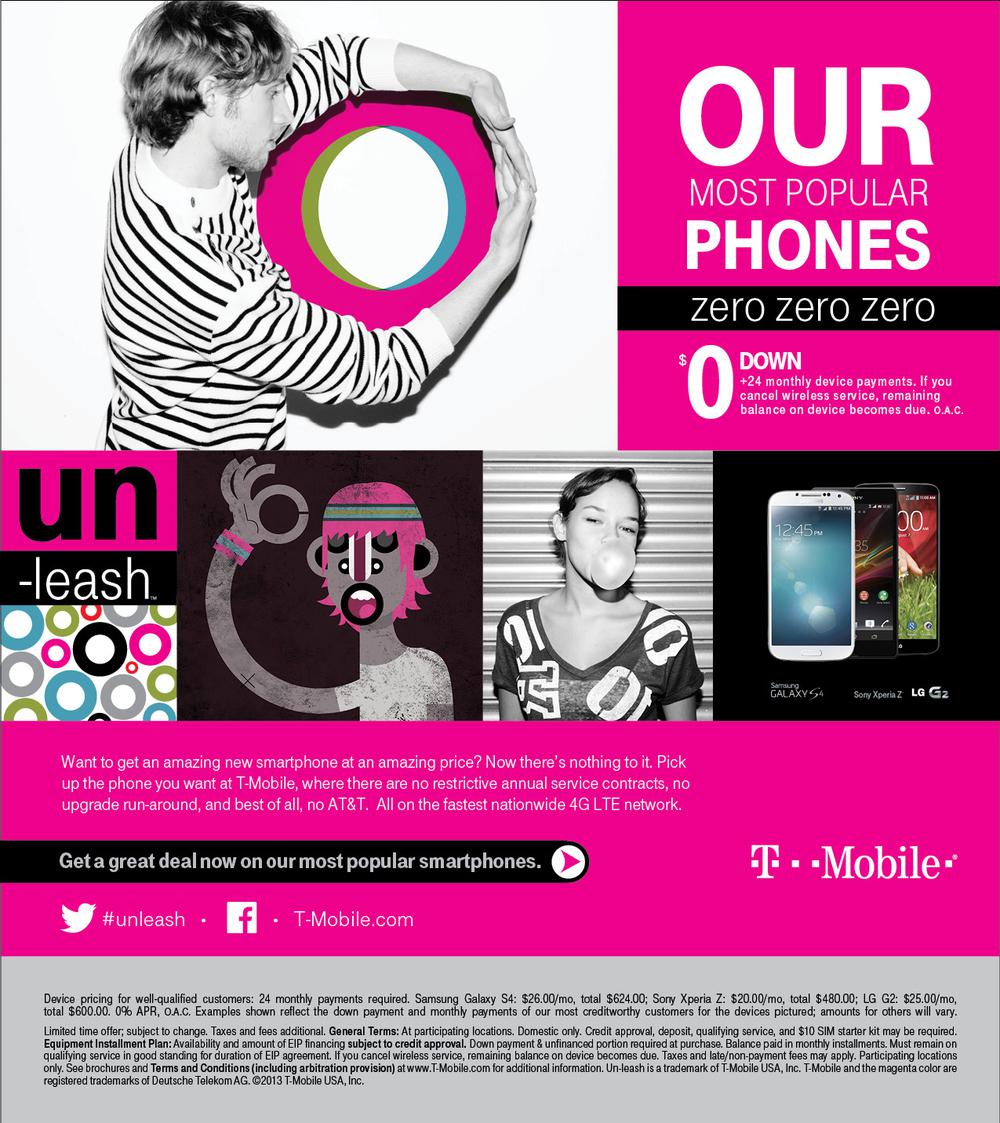 OUR
MOST POPULAR
PHONES
zero zero zero
$0 DOWN
+24 monthly device payments. If you
cancel wireless service, remaining
balance on device becomes due. O.A.C.
un
-leash™
12:45 PM
Samsung
GALAXY S4
Sony Xperia Z
LG G2
Want to get an amazing new smartphone at an amazing price? Now there's nothing to it. Pick
up the phone you want at T-Mobile, where there are no restrictive annual service contracts, no
upgrade run-around, and best of all, no AT&T. All on the fastest nationwide 4G LTE network.
Get a great deal now on our most popular smartphones.
T··Mobile·®
#unleash · f · T-Mobile.com
Device pricing for well-qualified customers: 24 monthly payments required. Samsung Galaxy S4: $26.00/mo, total $624.00; Sony Xperia Z: $20.00/mo, total $480.00; LG G2: $25.00/mo,
total $600.00. 0% APR, O.A.C. Examples shown reflect the down payment and monthly payments of our most creditworthy customers for the devices pictured; amounts for others will vary.
Limited time offer; subject to change. Taxes and fees additional. General Terms: At participating locations. Domestic only. Credit approval, deposit, qualifying service, and $10 SIM starter kit may be required.
Equipment Installment Plan: Availability and amount of EIP financing subject to credit approval. Down payment & unfinanced portion required at purchase. Balance paid in monthly installments. Must remain on
qualifying service in good standing for duration of EIP agreement. If you cancel wireless service, remaining balance on device becomes due. Taxes and late/non-payment fees may apply. Participating locations
only. See brochures and Terms and Conditions (including arbitration provision) at www.T-Mobile.com for additional information. Un-leash is a trademark of T-Mobile USA, Inc. T-Mobile and the magenta color are
registered trademarks of Deutsche Telekom AG. ©2013 T-Mobile USA, Inc.